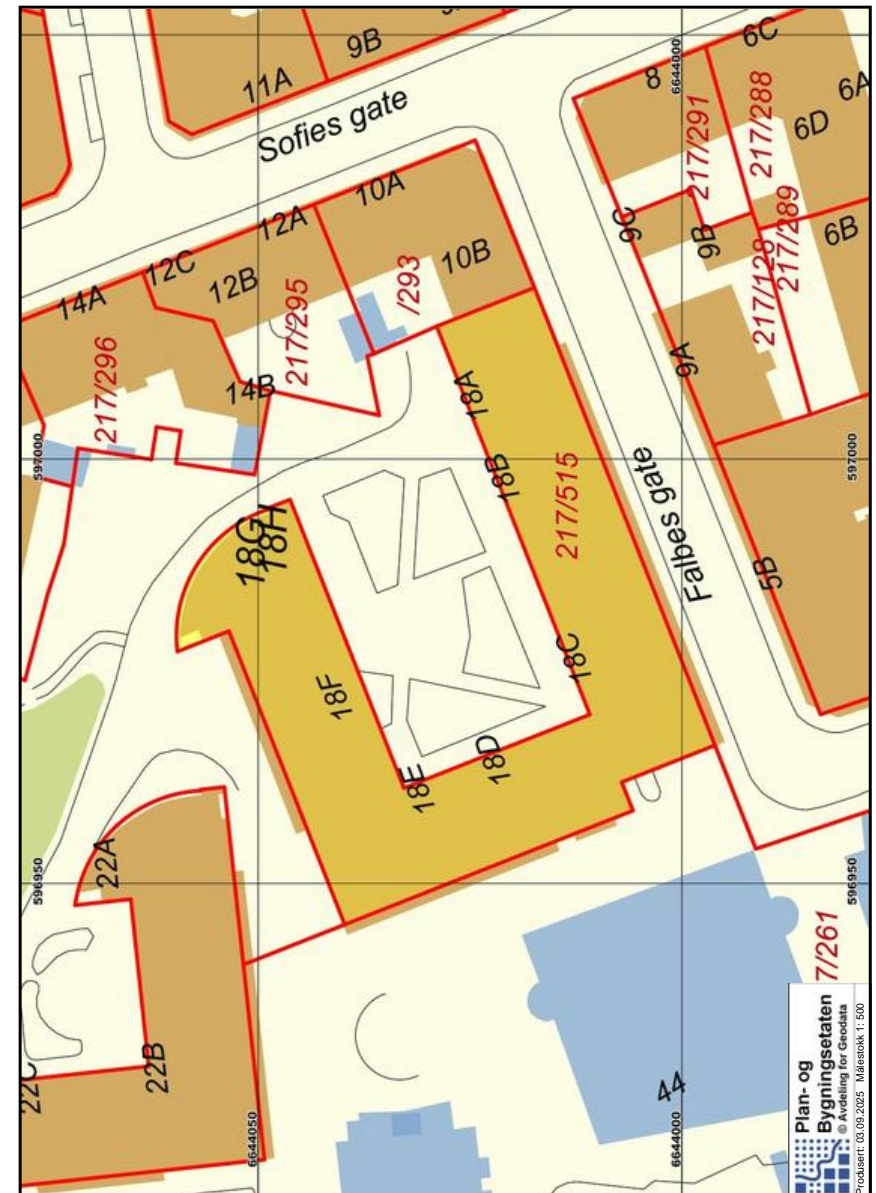 9B
6C
11A
8
6644000
6A
Sofies gate
217/291
217/288
6D
10A
12A
9C
9B
217/289
6B
12C
10B
12B
/293
217/128
14A
217/295
217/296
9A
14B
18A
597000
597000
18B
217/515
Falbes gate
18G
18H
5B
18C
18F
18D
18E
22A
596950
596950
7/261
22B
22C
44
6644050
6644000
Plan- og
Bygningsetaten
© Avdeling for Geodata
Produsert: 03.09.2025 Målestokk 1: 500